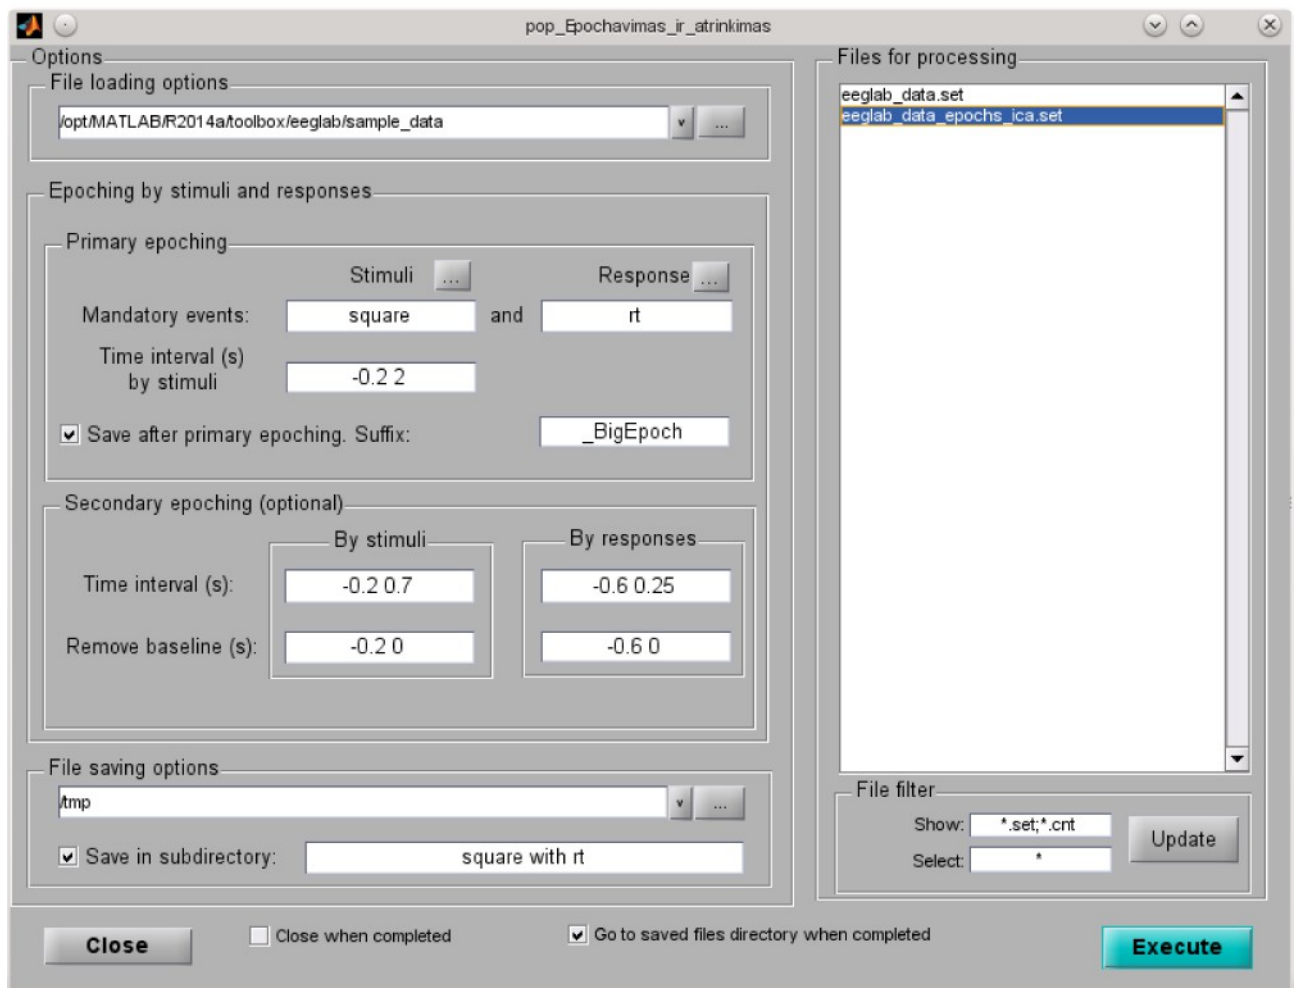 pop_Epochavimas_ir_atrinkimas
Options
File loading options
/opt/MATLAB/R2014a/toolbox/eeglab/sample_data
v ...
Epoching by stimuli and responses
Primary epoching
Stimuli ... Response ...
Mandatory events: square and rt
Time interval (s)
by stimuli
-0.2 2
Save after primary epoching. Suffix: _BigEpoch
Secondary epoching (optional)
By stimuli By responses
Time interval (s): -0.2 0.7 -0.6 0.25
Remove baseline (s): -0.2 0 -0.6 0
File saving options
/tmp
v ...
Save in subdirectory: square with rt
Files for processing
eeglab_data.set
eeglab_data_epochs_ica.set
File filter
Show: *.set;*.cnt
Select: *
Update
Close
Close when completed
Go to saved files directory when completed
Execute